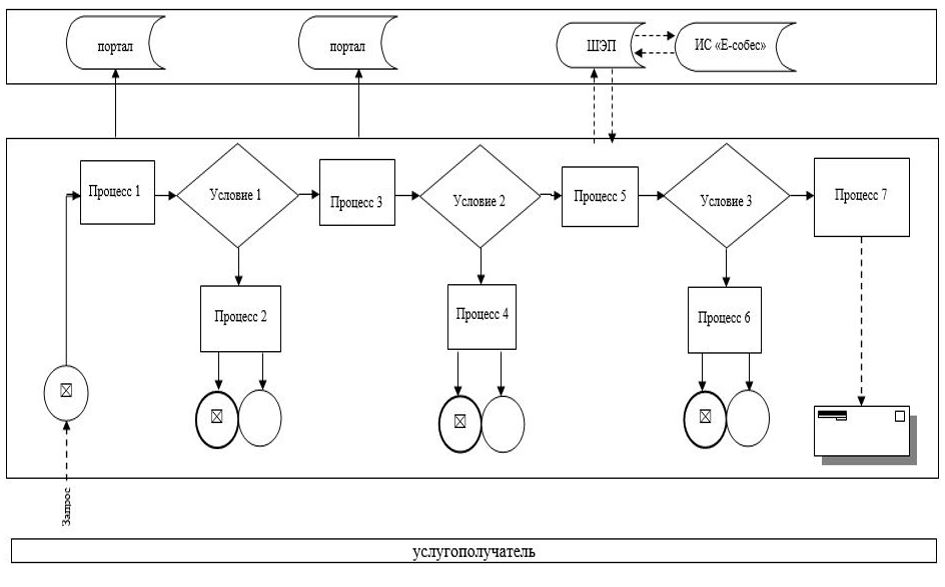 портал
портал
ШЭП
ИС «Е-собес»
Процесс 1
Условие 1
Процесс 3
Условие 2
Процесс 5
Условие 3
Процесс 7
Процесс 2
Процесс 4
Процесс 6
Запрос
услугополучатель